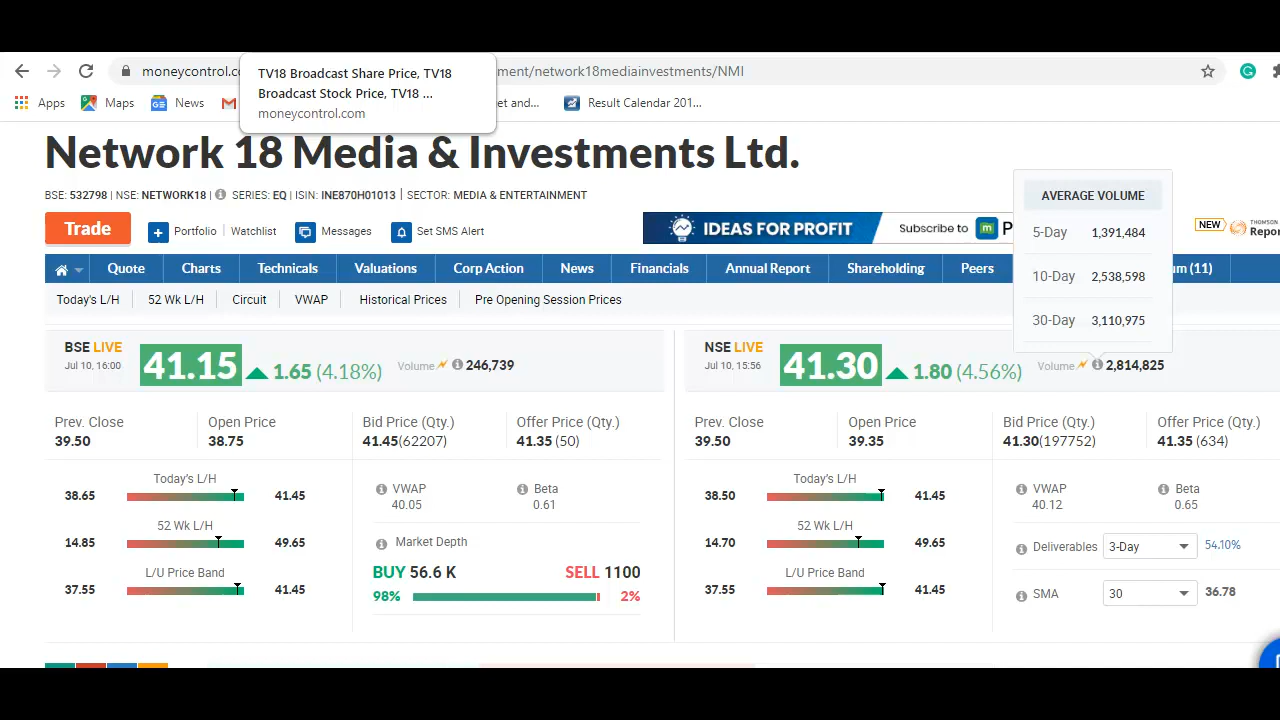 moneycontrol.co
ment/network18mediainvestments/NMI
TV18 Broadcast Share Price, TV18
Broadcast Stock Price, TV18 ...
moneycontrol.com
Apps Maps News et and... Result Calendar 201...
Network 18 Media & Investments Ltd.
BSE: 532798 | NSE: NETWORK18 | SERIES: EQ | ISIN: INE870H01013 | SECTOR: MEDIA & ENTERTAINMENT
Trade
+ Portfolio Watchlist Messages Set SMS Alert
IDEAS FOR PROFIT Subscribe to m P
NEW THOMSON
Repor
AVERAGE VOLUME
5-Day 1,391,484
10-Day 2,538,598
30-Day 3,110,975
Quote Charts Technicals Valuations Corp Action News Financials Annual Report Shareholding Peers um (11)
Today's L/H 52 Wk L/H Circuit VWAP Historical Prices Pre Opening Session Prices
BSE LIVE
Jul 10, 16:00
41.15 1.65 (4.18%) Volume 246,739
Prev. Close Open Price Bid Price (Qty.) Offer Price (Qty.)
39.50 38.75 41.45(62207) 41.35 (50)
Today's L/H
38.65 41.45
52 Wk L/H
14.85 49.65
L/U Price Band
37.55 41.45
VWAP Beta
40.05 0.61
Market Depth
BUY 56.6 K SELL 1100
98% 2%
NSE LIVE
Jul 10, 15:56
41.30 1.80 (4.56%) Volume 2,814,825
Prev. Close Open Price Bid Price (Qty.) Offer Price (Qty.)
39.50 39.35 41.30(197752) 41.35 (634)
Today's L/H
38.50 41.45
52 Wk L/H
14.70 49.65
L/U Price Band
37.55 41.45
VWAP Beta
40.12 0.65
Deliverables 3-Day 54.10%
SMA 30 36.78